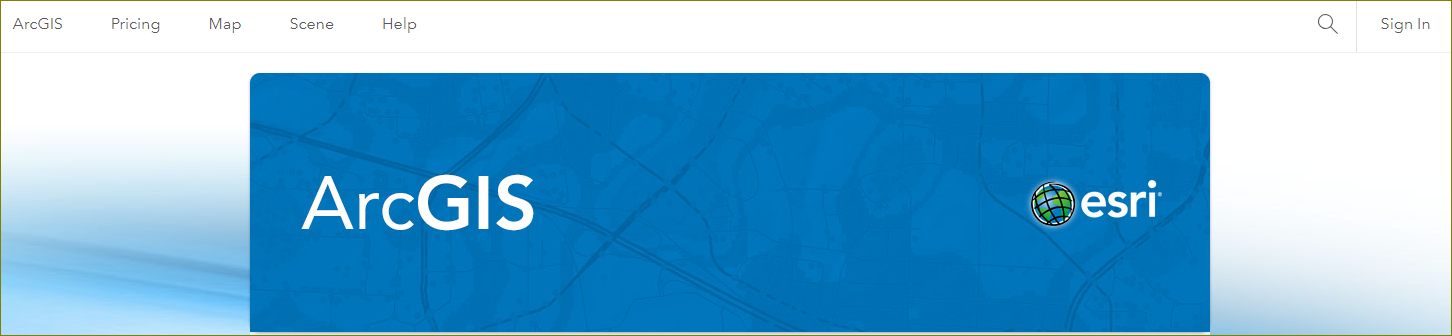 ArcGIS Pricing Map Scene Help Sign In
ArcGIS
esri